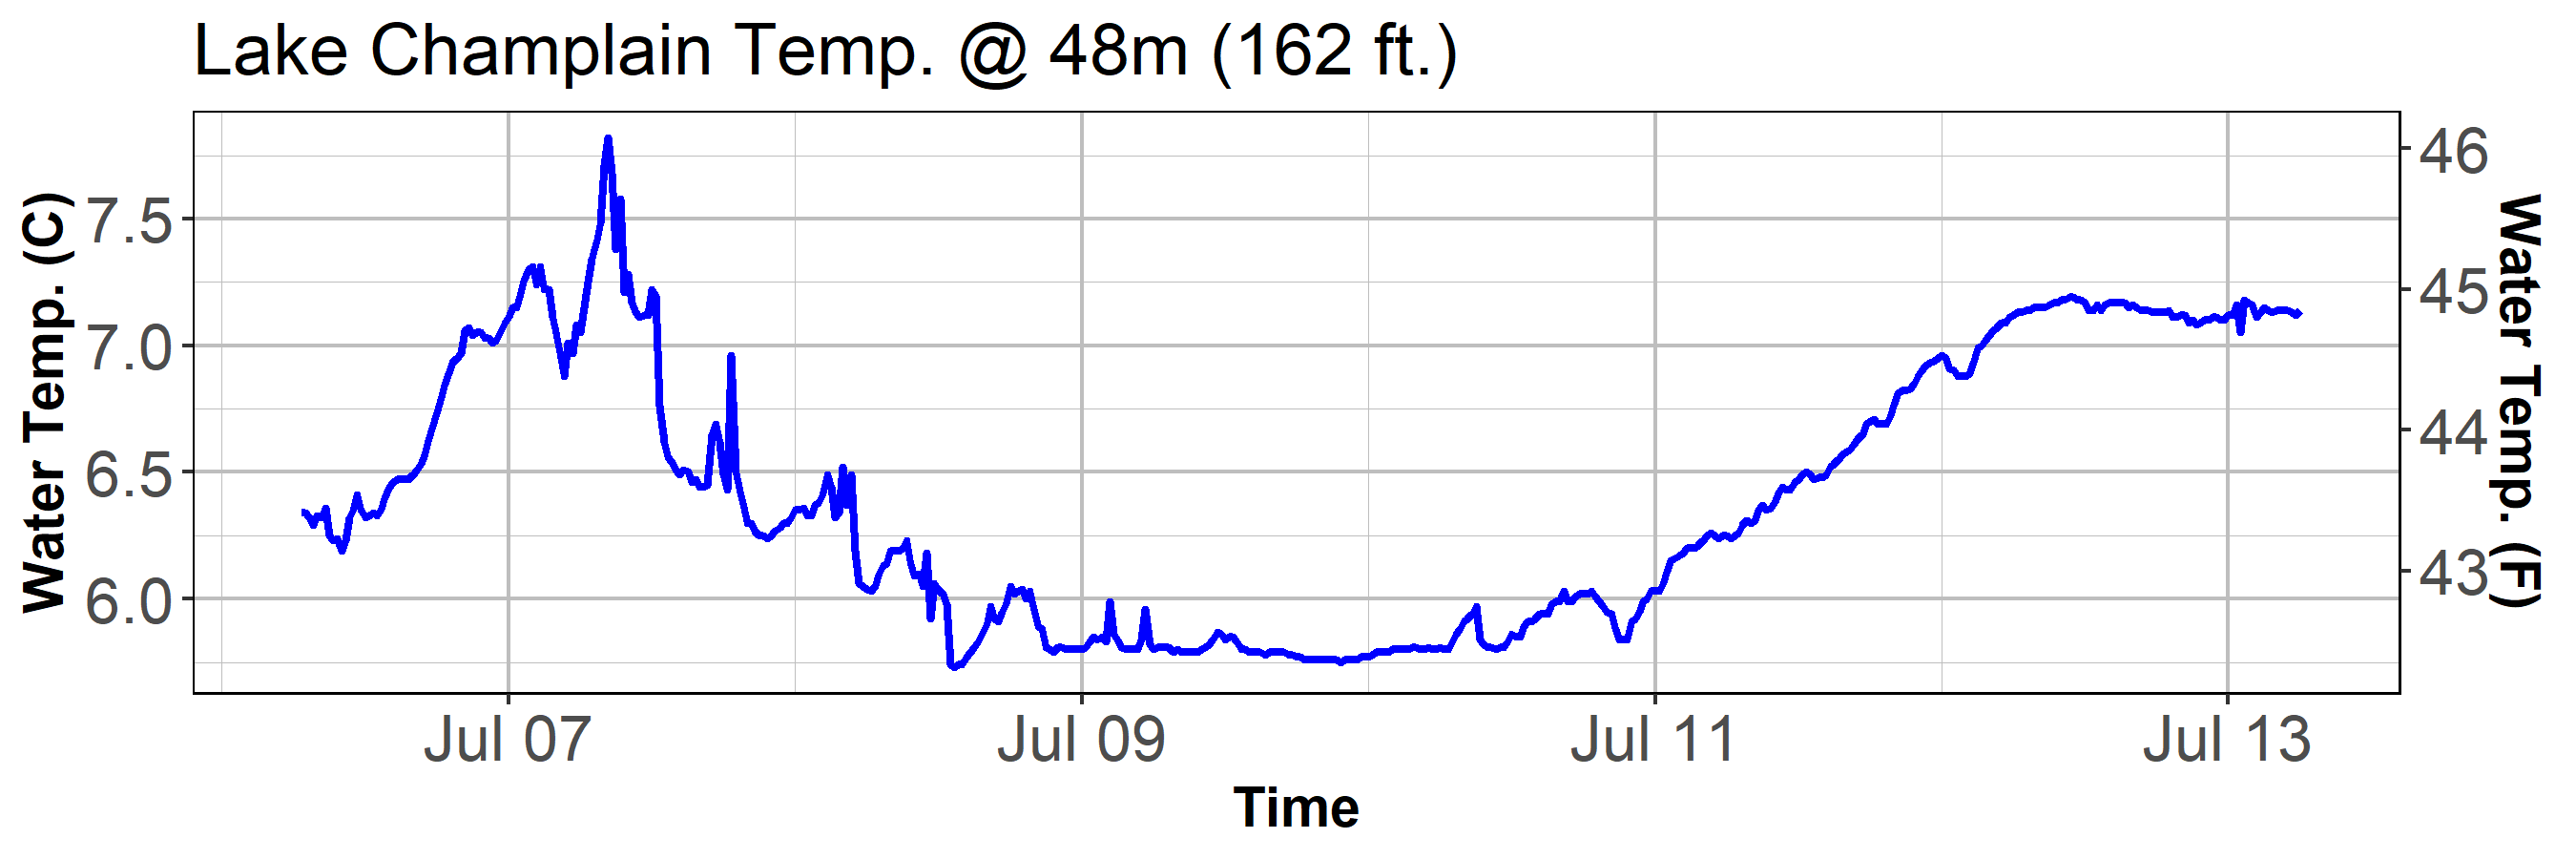 Lake Champlain Temp. @ 48m (162 ft.)
Water Temp. (C)
7.5
7.0
6.5
6.0
46
45
44
43
Water Temp. (F)
Jul 07 Jul 09 Jul 11 Jul 13
Time